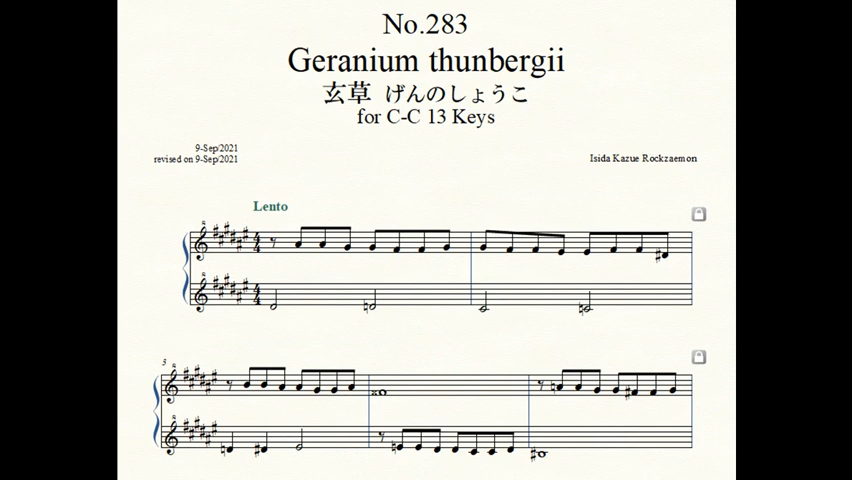 No.283
Geranium thunbergii
玄草 げんのしょうこ
for C-C 13 Keys
9-Sep'2021
revised on 9-Sep'2021
Isida Kazue Rockzaemon
Lento
5